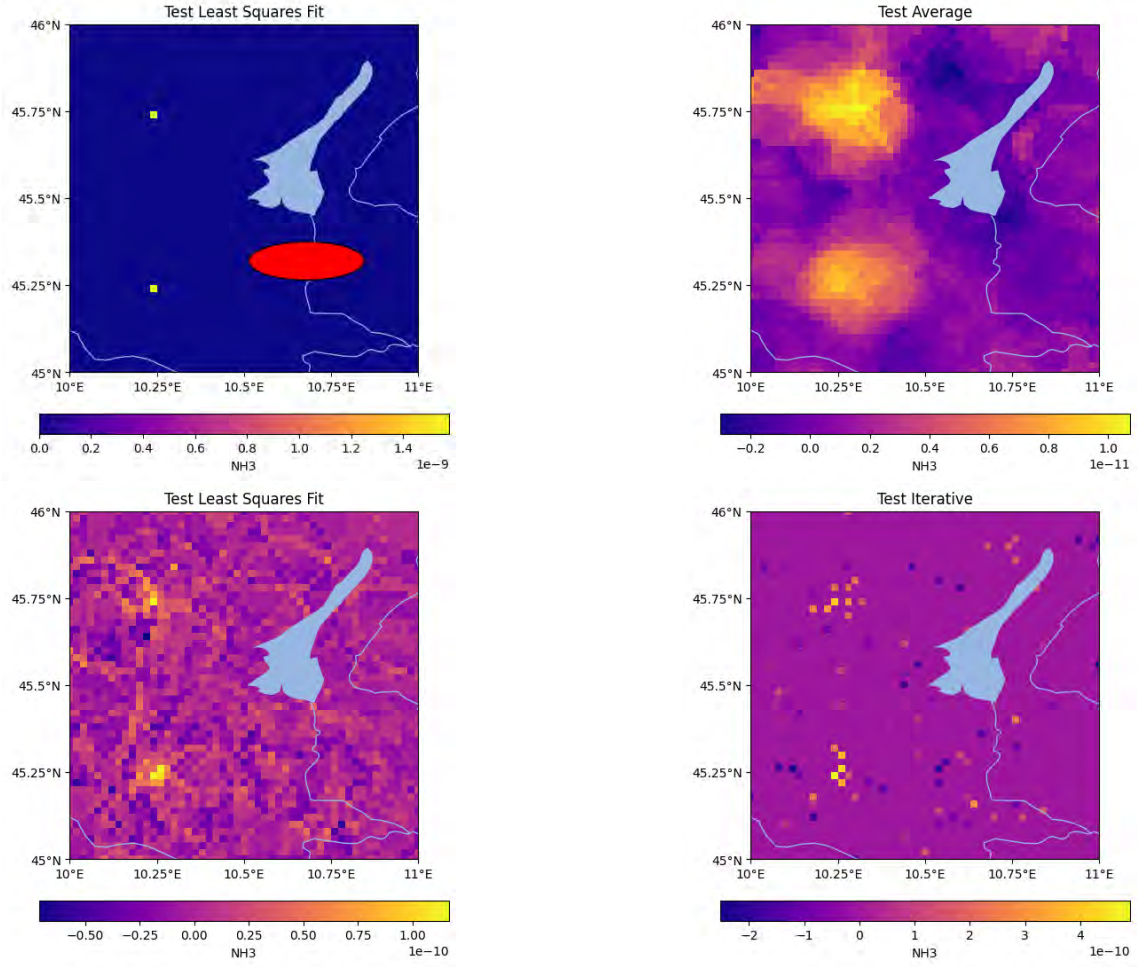 Test Least Squares Fit
46°N
45.75°N
45.5°N
45.25°N
45°N
10°E 10.25°E 10.5°E 10.75°E 11°E
0.0 0.2 0.4 0.6 0.8 1.0 1.2 1.4
NH3
1e−9
Test Average
46°N
45.75°N
45.5°N
45.25°N
45°N
10°E 10.25°E 10.5°E 10.75°E 11°E
−0.2 0.0 0.2 0.4 0.6 0.8 1.0
NH3
1e−11
Test Least Squares Fit
46°N
45.75°N
45.5°N
45.25°N
45°N
10°E 10.25°E 10.5°E 10.75°E 11°E
−0.50 −0.25 0.00 0.25 0.50 0.75 1.00
NH3
1e−10
Test Iterative
46°N
45.75°N
45.5°N
45.25°N
45°N
10°E 10.25°E 10.5°E 10.75°E 11°E
−2 −1 0 1 2 3 4
NH3
1e−10